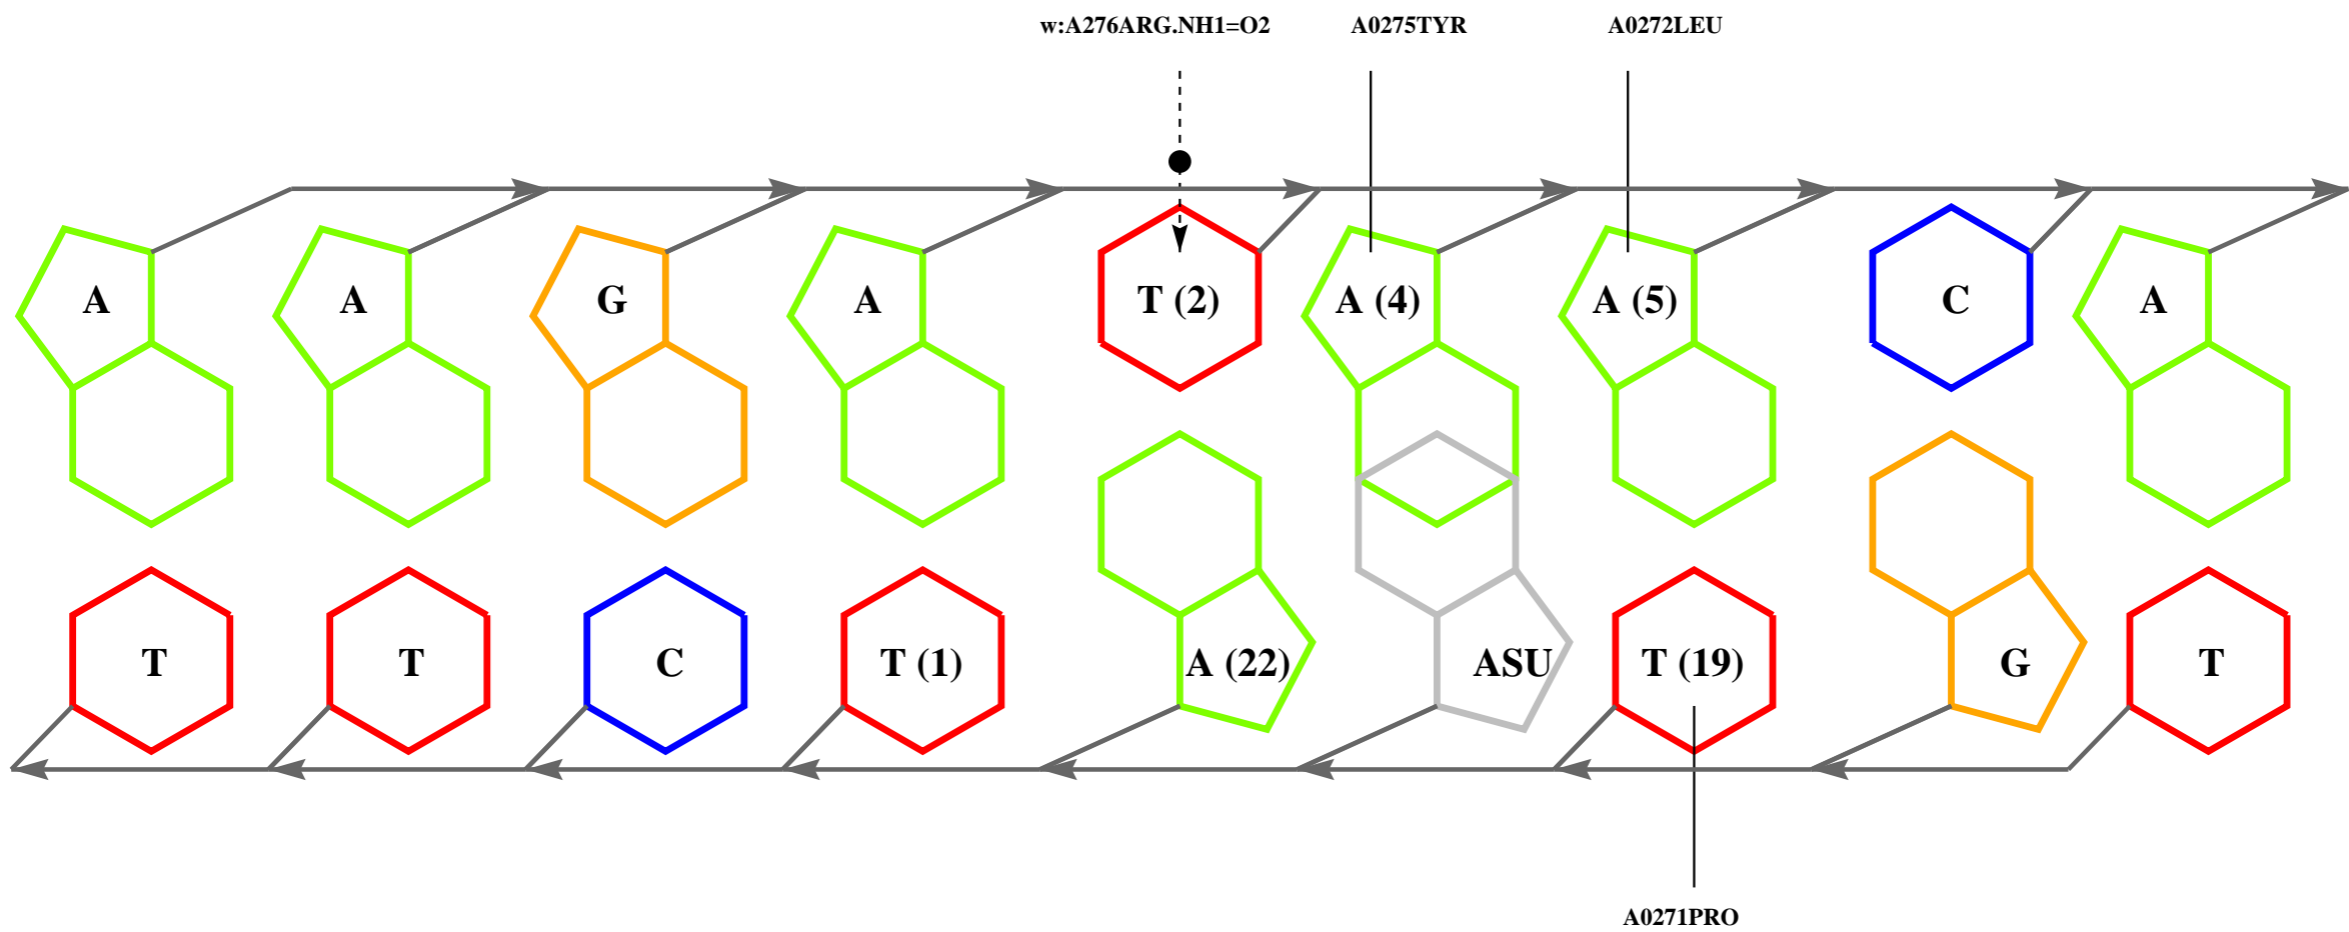 w:A276ARG.NH1=O2 A0275TYR A0272LEU
A A G A T (2) A (4) A (5) C A
T T C T (1) A (22) ASU T (19) G T
A0271PRO